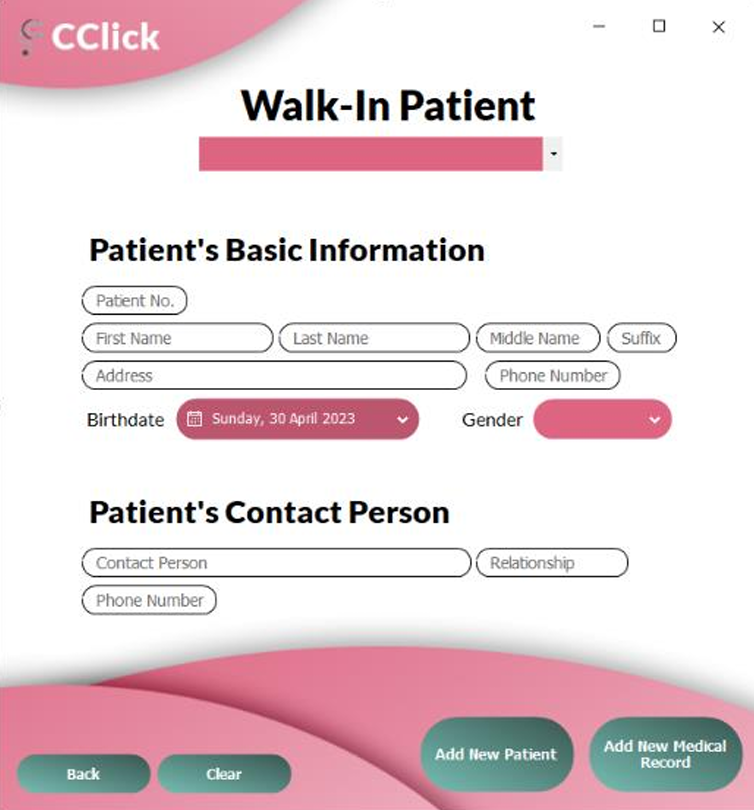 CClick
Walk-In Patient
Patient's Basic Information
Patient No.
First Name Last Name Middle Name Suffix
Address Phone Number
Birthdate Sunday, 30 April 2023 Gender
Patient's Contact Person
Contact Person Relationship
Phone Number
Back Clear Add New Patient Add New Medical
Record